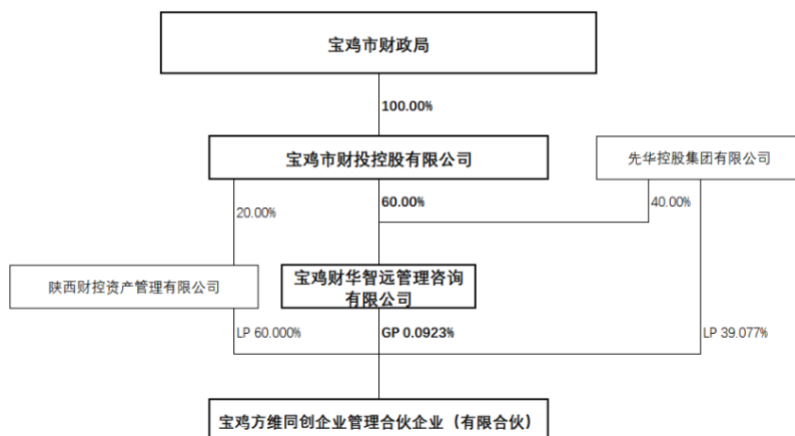 宝鸡市财政局
100.00%
宝鸡市财投控股有限公司
先华控股集团有限公司
20.00%
60.00%
40.00%
陕西财控资产管理有限公司
宝鸡财华智远管理咨询
有限公司
LP 60.000%
GP 0.0923%
LP 39.077%
宝鸡方维同创企业管理合伙企业（有限合伙）